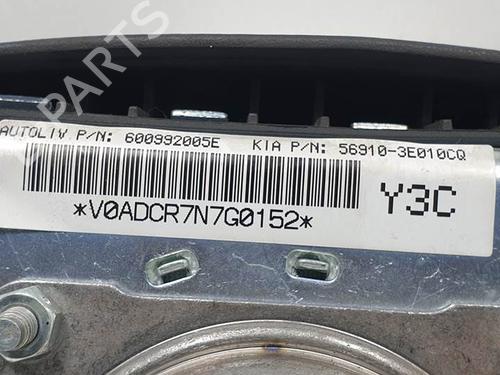 AUTOLIV P/N: 600992005E KIA P/N: 56910-3E010CQ
*V0ADCR7N7G0152*
Y3C
B-PARTS